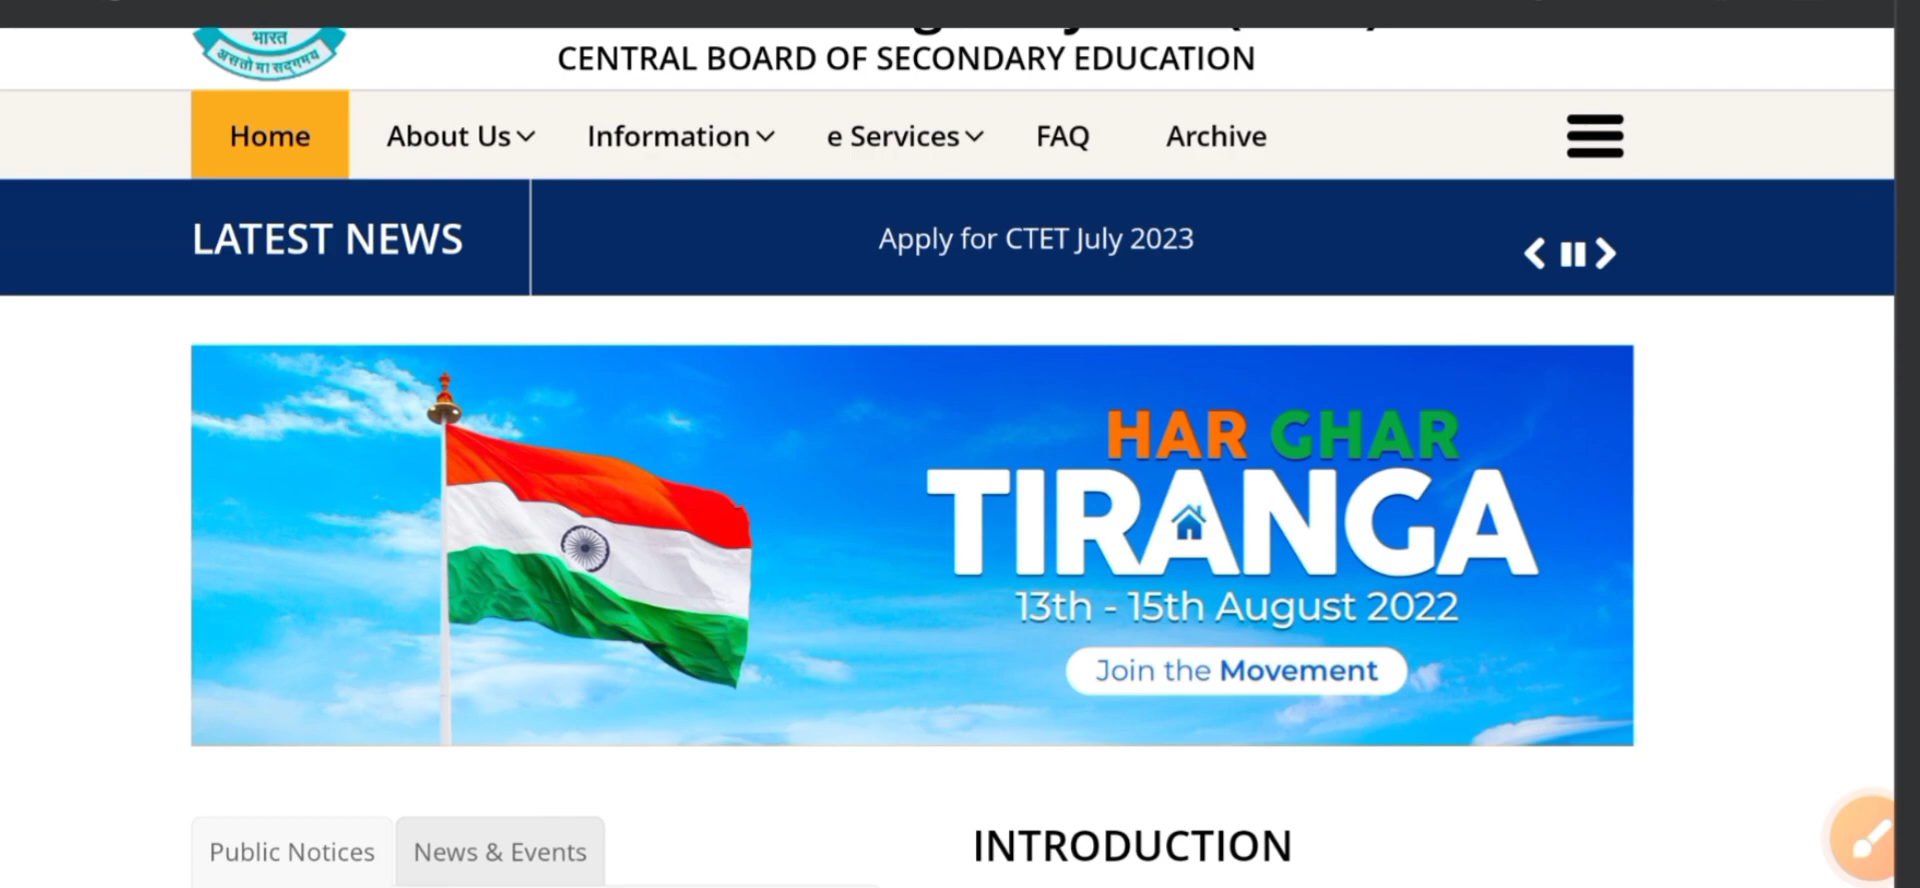 भारत
असतो मा सद्गमय
CENTRAL BOARD OF SECONDARY EDUCATION
Home About Us Information e Services FAQ Archive
LATEST NEWS Apply for CTET July 2023
HAR GHAR
TIRANGA
13th - 15th August 2022
Join the Movement
Public Notices News & Events INTRODUCTION